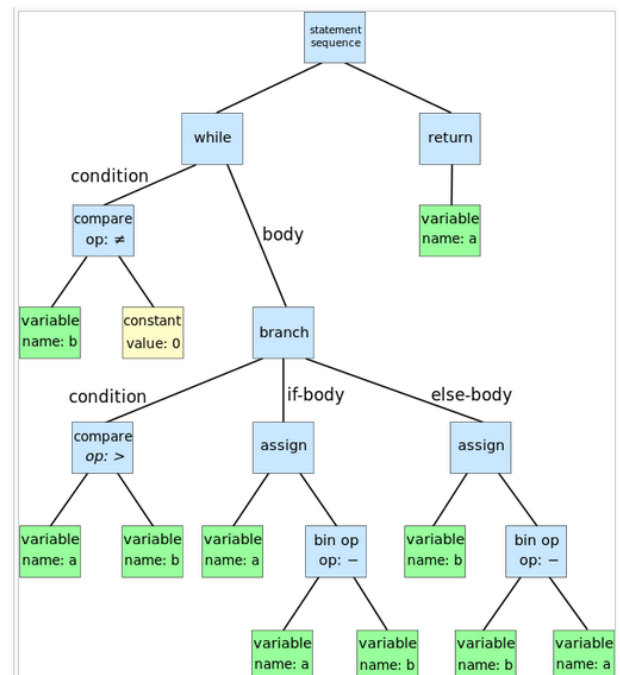 statement
sequence
while
return
condition
compare
op: ≠
body
variable
name: a
variable
name: b
constant
value: 0
branch
condition
if-body
else-body
compare
op: >
assign
assign
variable
name: a
variable
name: b
variable
name: a
bin op
op: −
variable
name: b
bin op
op: −
variable
name: a
variable
name: b
variable
name: b
variable
name: a